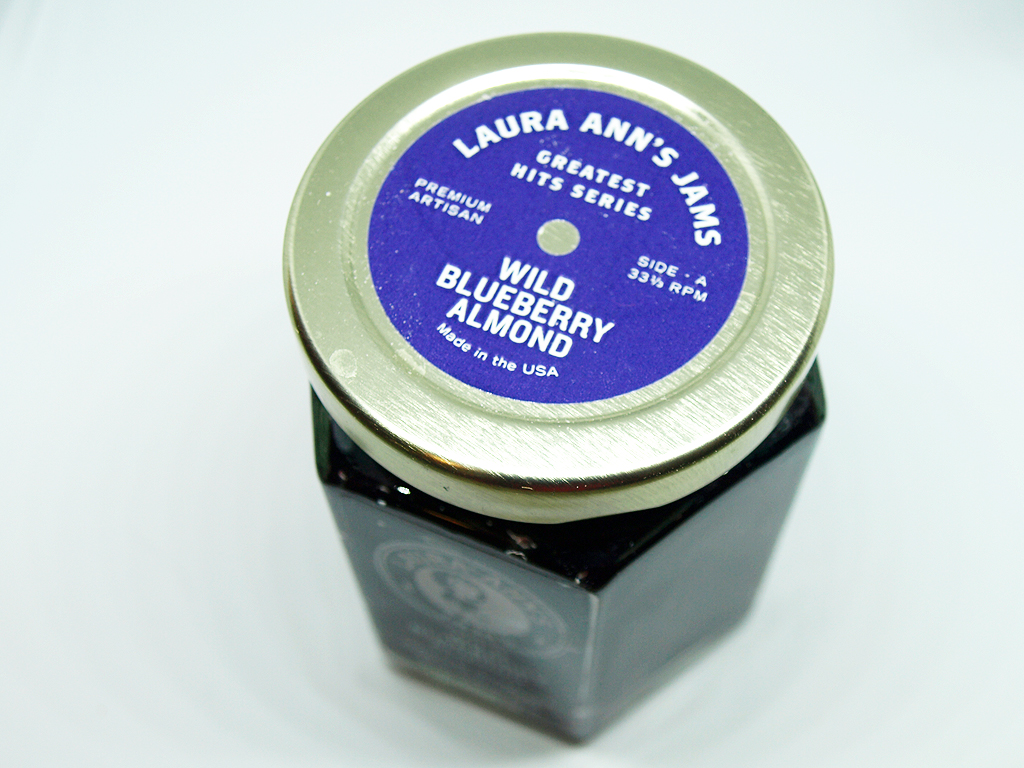 LAURA ANN'S JAMS
GREATEST
HITS SERIES
PREMIUM
ARTISAN
SIDE - A
33⅓ RPM
WILD
BLUEBERRY
ALMOND
Made in the USA